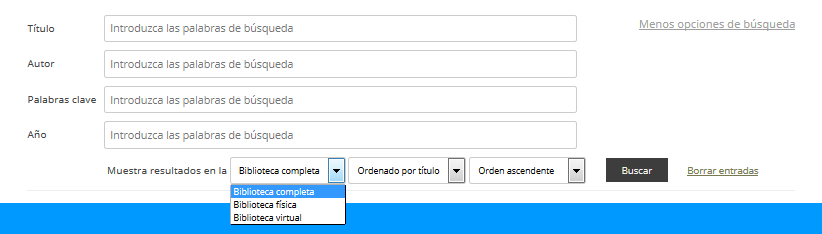 Título Introduzca las palabras de búsqueda Menos opciones de búsqueda
Autor Introduzca las palabras de búsqueda
Palabras clave Introduzca las palabras de búsqueda
Año Introduzca las palabras de búsqueda
Muestra resultados en la Biblioteca completa Ordenado por título Orden ascendente Buscar Borrar entradas
Biblioteca completa
Biblioteca física
Biblioteca virtual